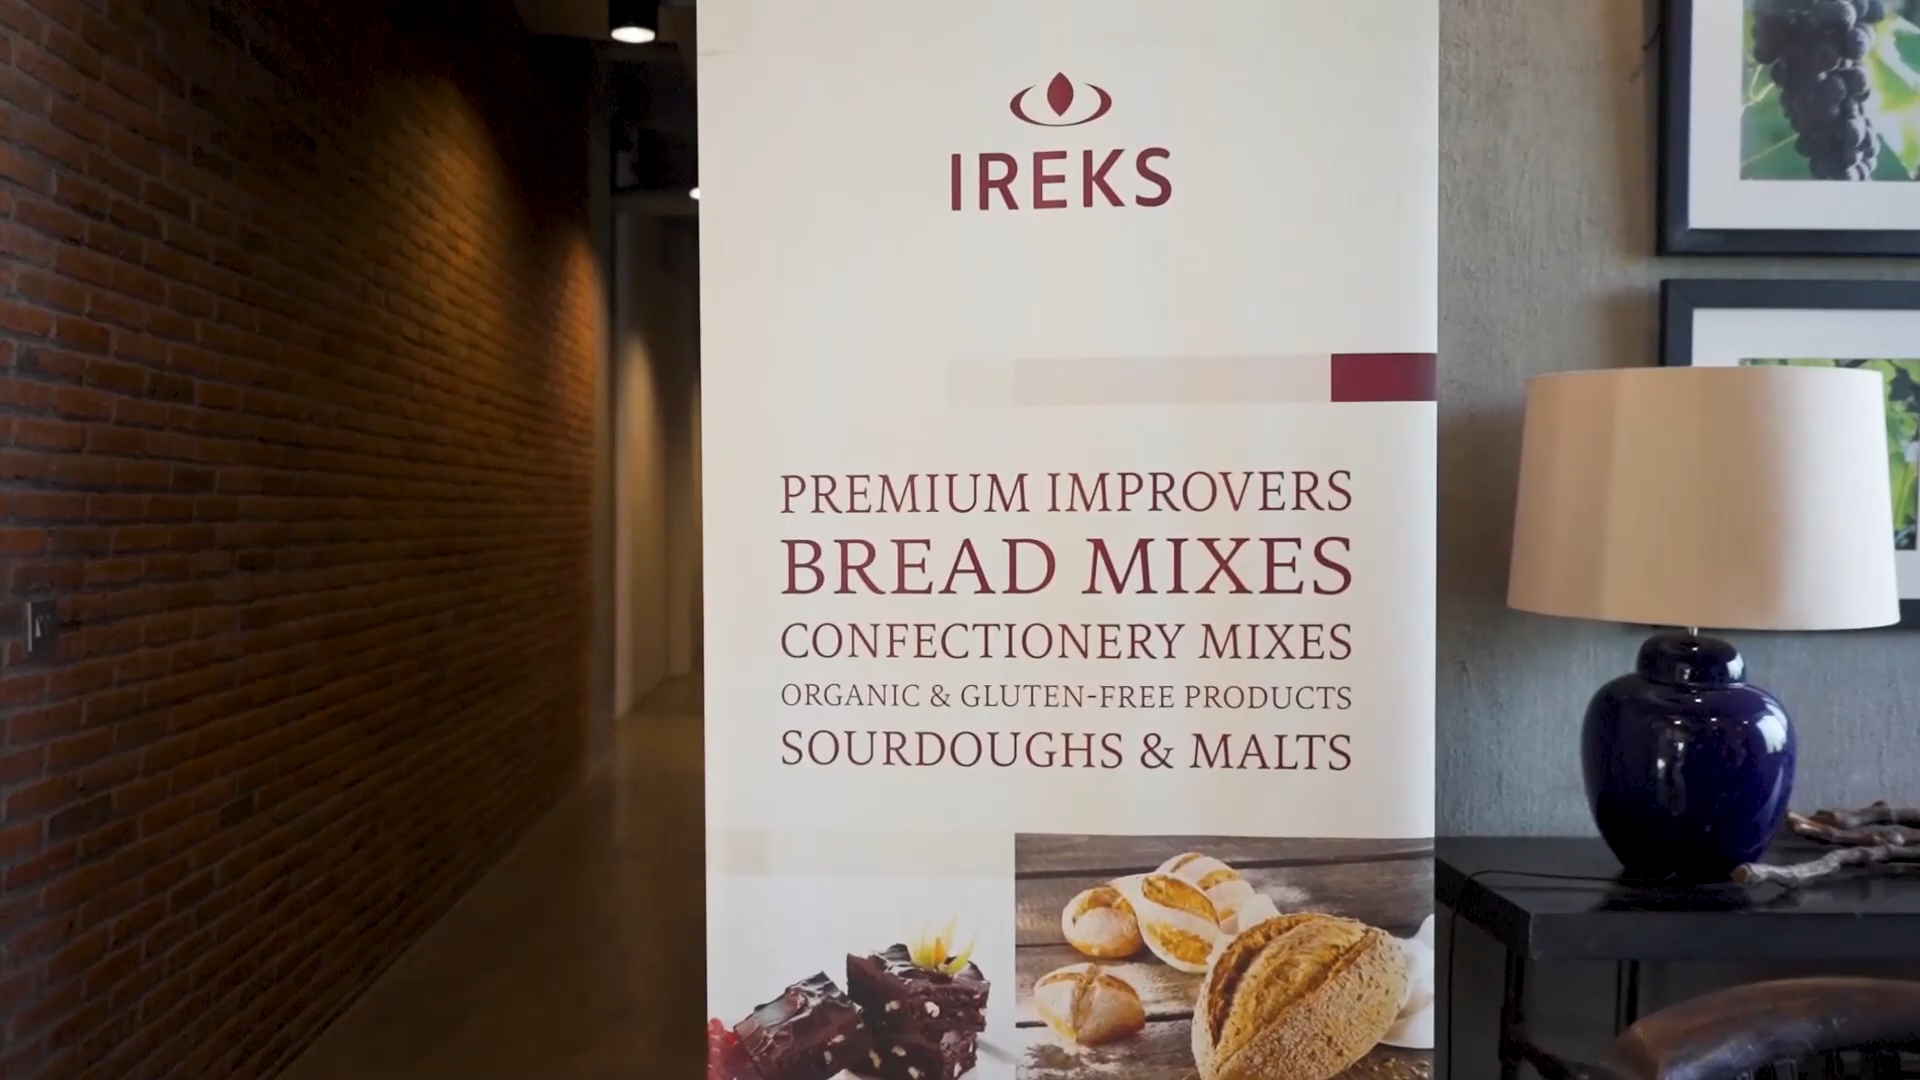 IREKS
PREMIUM IMPROVERS
BREAD MIXES
CONFECTIONERY MIXES
ORGANIC & GLUTEN-FREE PRODUCTS
SOURDOUGHS & MALTS